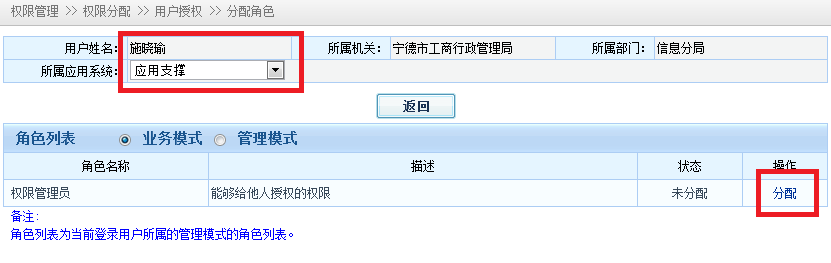 权限管理 >> 权限分配 >> 用户授权 >> 分配角色
用户姓名： 施晓瑜 所属机关： 宁德市工商行政管理局 所属部门： 信息分局
所属应用系统： 应用支撑
返回
角色列表 业务模式 管理模式
角色名称 描述 状态 操作
权限管理员 能够给他人授权的权限 未分配 分配
备注：
角色列表为当前登录用户所属的管理模式的角色列表。